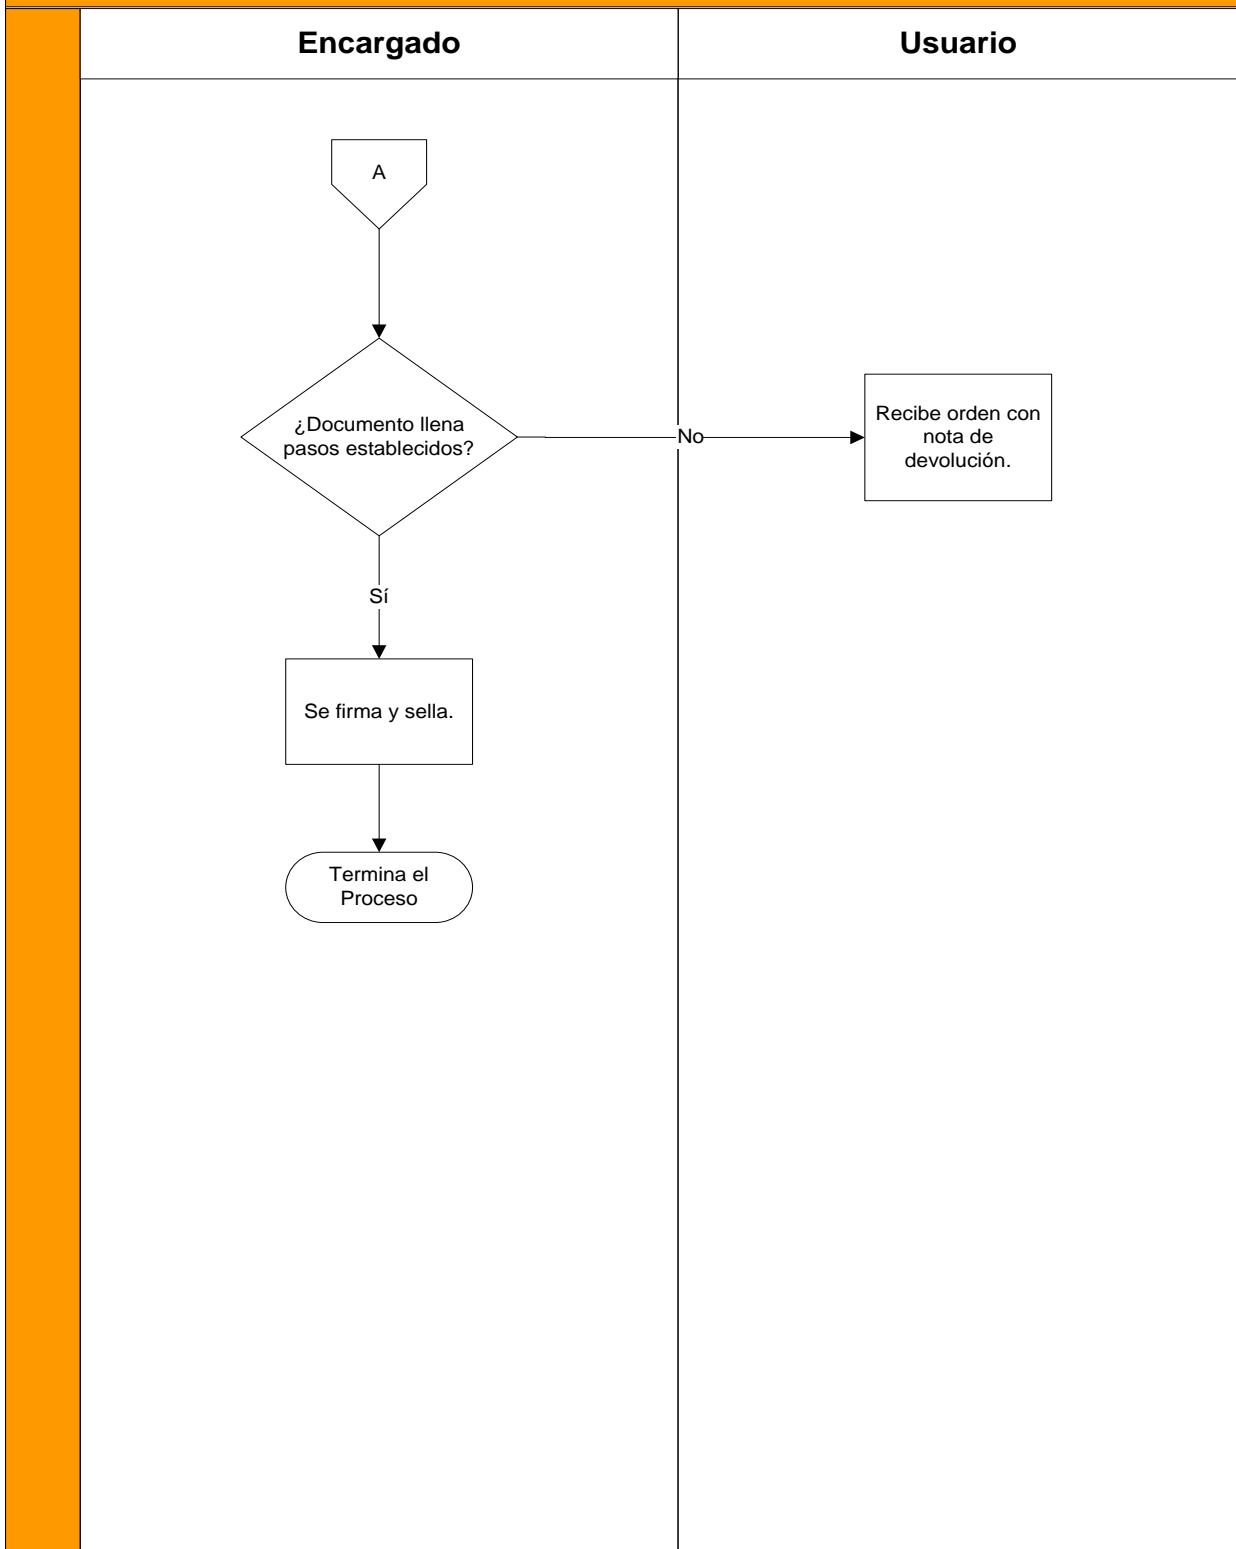 Encargado
Usuario
A
¿Documento llena
pasos establecidos?
No
Recibe orden con
nota de
devolución.
Sí
Se firma y sella.
Termina el
Proceso